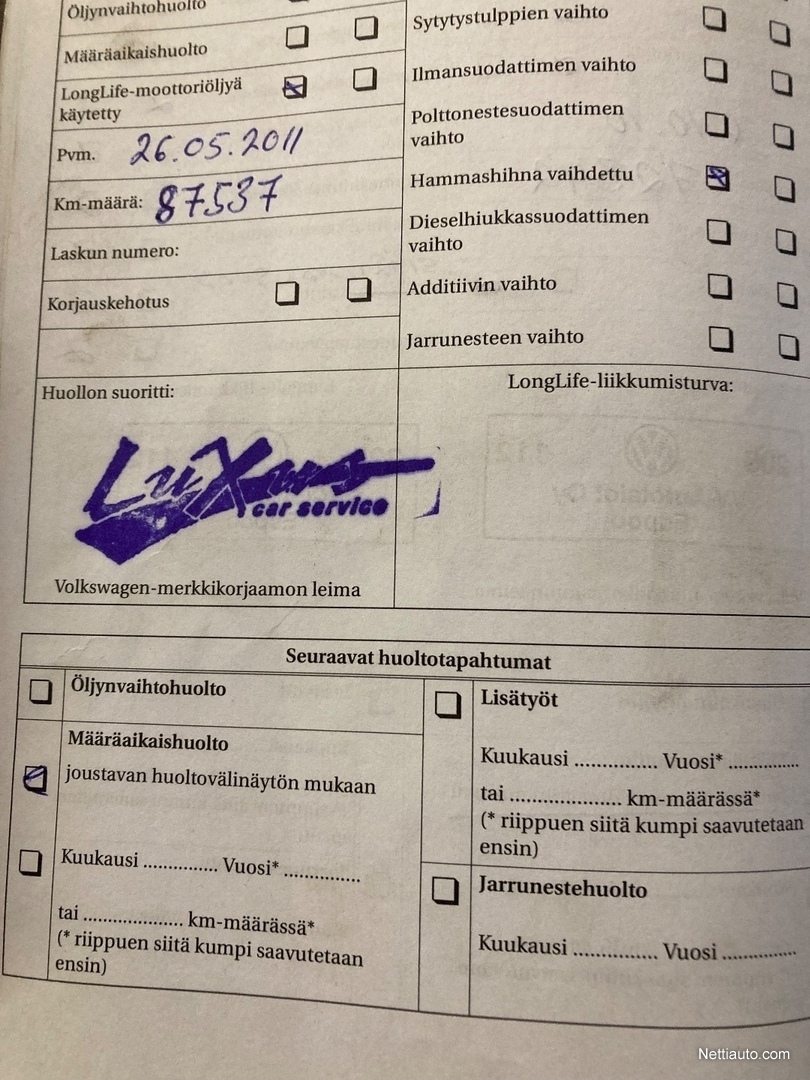 Öljynvaihtohuolto
Määräaikaishuolto
LongLife-moottoriöljyä
käytetty
Pvm. 26.05.2011
Km-määrä: 87537
Laskun numero:
Korjauskehotus
Sytytystulppien vaihto
Ilmansuodattimen vaihto
Polttonestesuodattimen
vaihto
Hammashihna vaihdettu
Dieselhiukkassuodattimen
vaihto
Additiivin vaihto
Jarrunesteen vaihto
Huollon suoritti:
LuXus
car service
Volkswagen-merkkikorjaamon leima
LongLife-liikkumisturva:
Seuraavat huoltotapahtumat
Öljynvaihtohuolto
Määräaikaishuolto
joustavan huoltovälinäytön mukaan
Kuukausi .............. Vuosi* ..............
tai .................... km-määrässä*
(* riippuen siitä kumpi saavutetaan
ensin)
Lisätyöt
Kuukausi ............... Vuosi* .............
tai .................... km-määrässä*
(* riippuen siitä kumpi saavutetaan
ensin)
Jarrunestehuolto
Kuukausi ............... Vuosi .............
Nettiauto.com